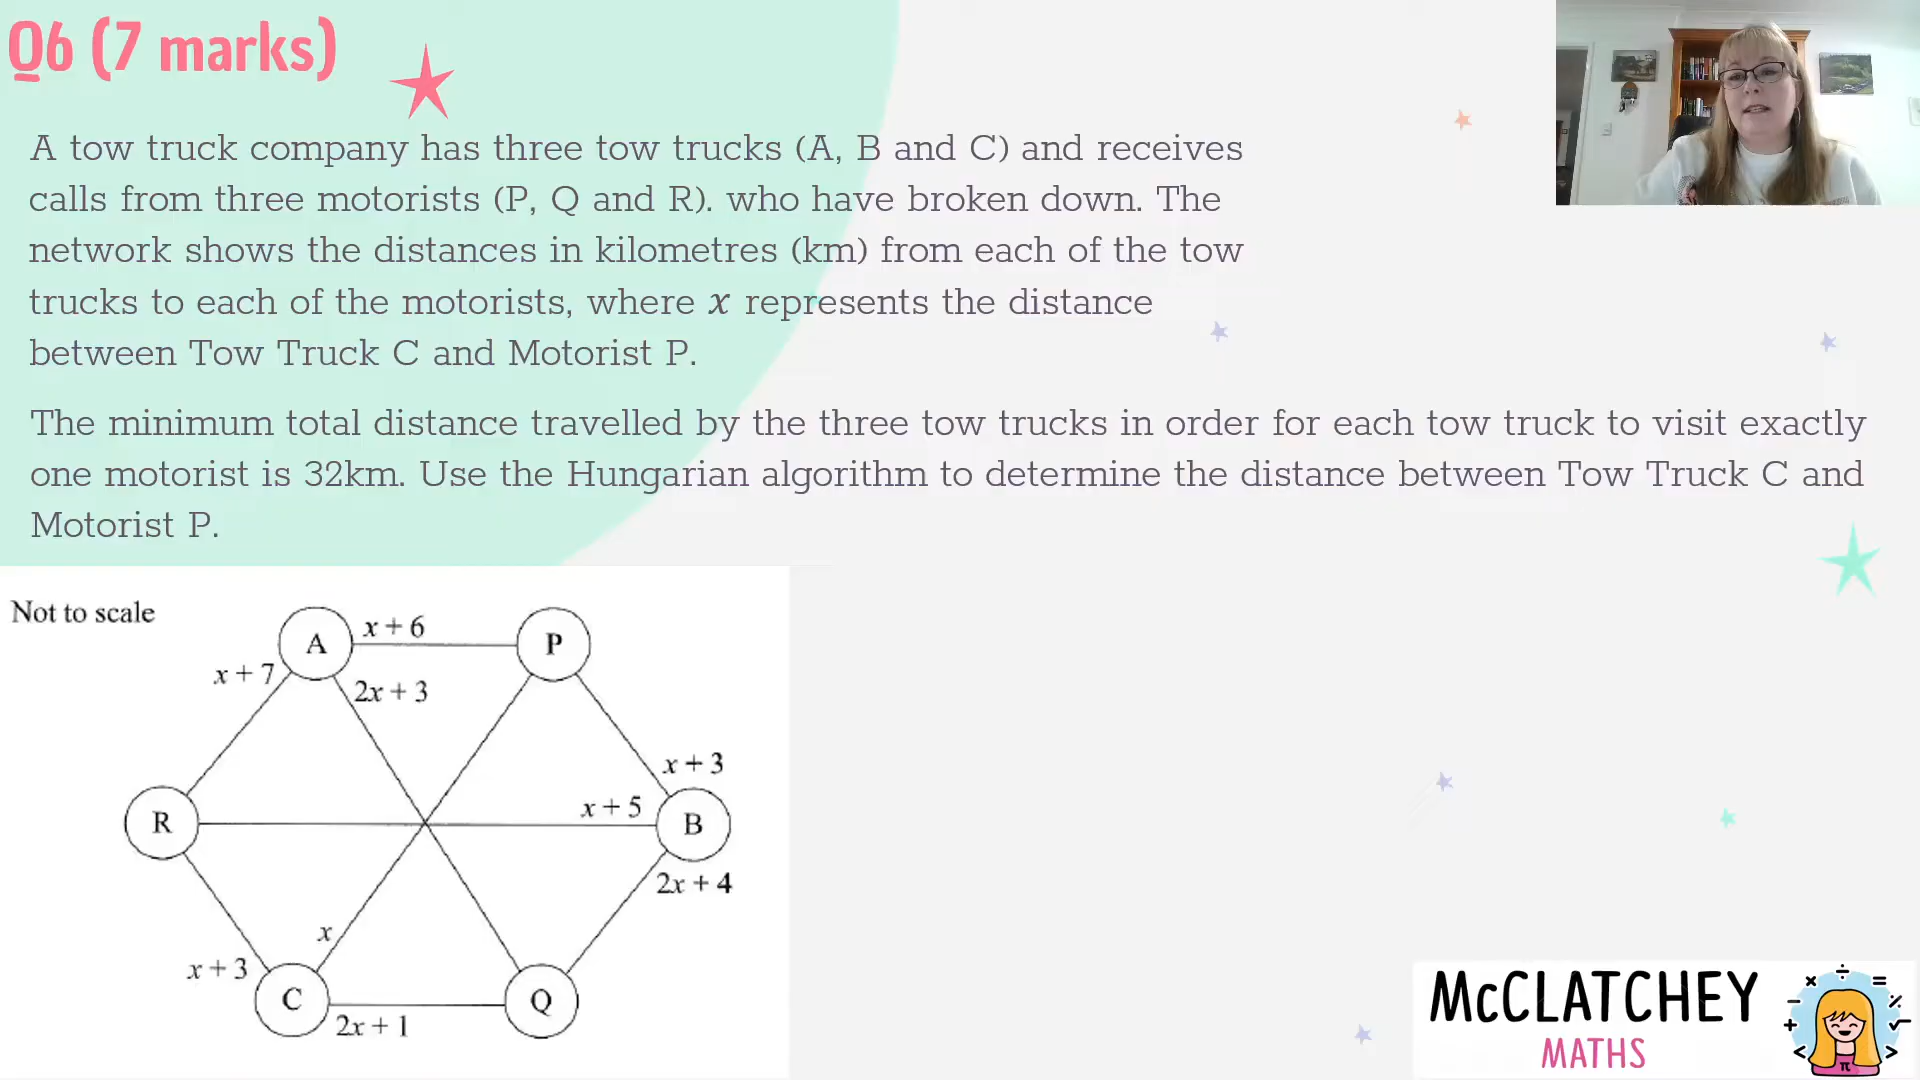 Q6 (7 marks)
A tow truck company has three tow trucks (A, B and C) and receives
calls from three motorists (P, Q and R). who have broken down. The
network shows the distances in kilometres (km) from each of the tow
trucks to each of the motorists, where x represents the distance
between Tow Truck C and Motorist P.
The minimum total distance travelled by the three tow trucks in order for each tow truck to visit exactly
one motorist is 32km. Use the Hungarian algorithm to determine the distance between Tow Truck C and
Motorist P.
Not to scale
A
x + 6
P
x + 7
2x + 3
x + 3
R
x + 5
B
2x + 4
x
x + 3
C
Q
2x + 1
McCLATCHEY
MATHS
× ÷ =
− %
+ √
< π >